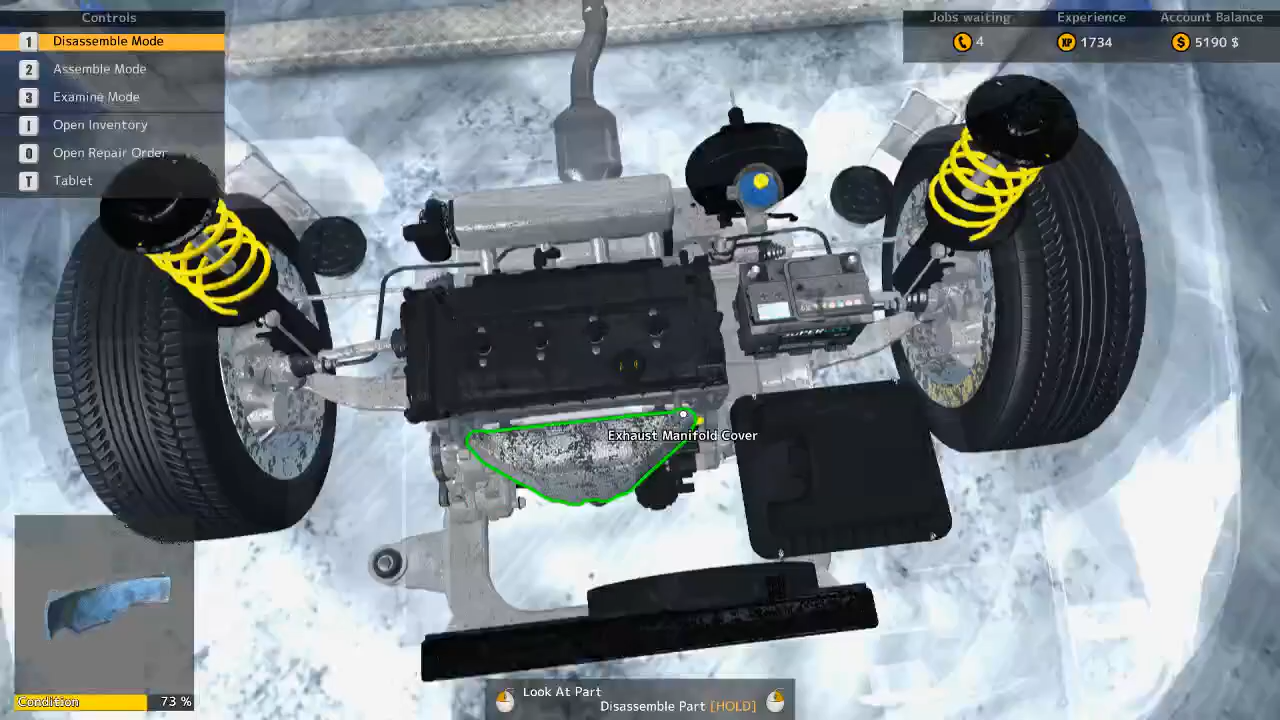 Controls
1 Disassemble Mode
2 Assemble Mode
3 Examine Mode
I Open Inventory
O Open Repair Order
T Tablet
Jobs waiting Experience Account Balance
4 XP 1734 $ 5190 $
Exhaust Manifold Cover
Condition 73 %
Look At Part
Disassemble Part [HOLD]